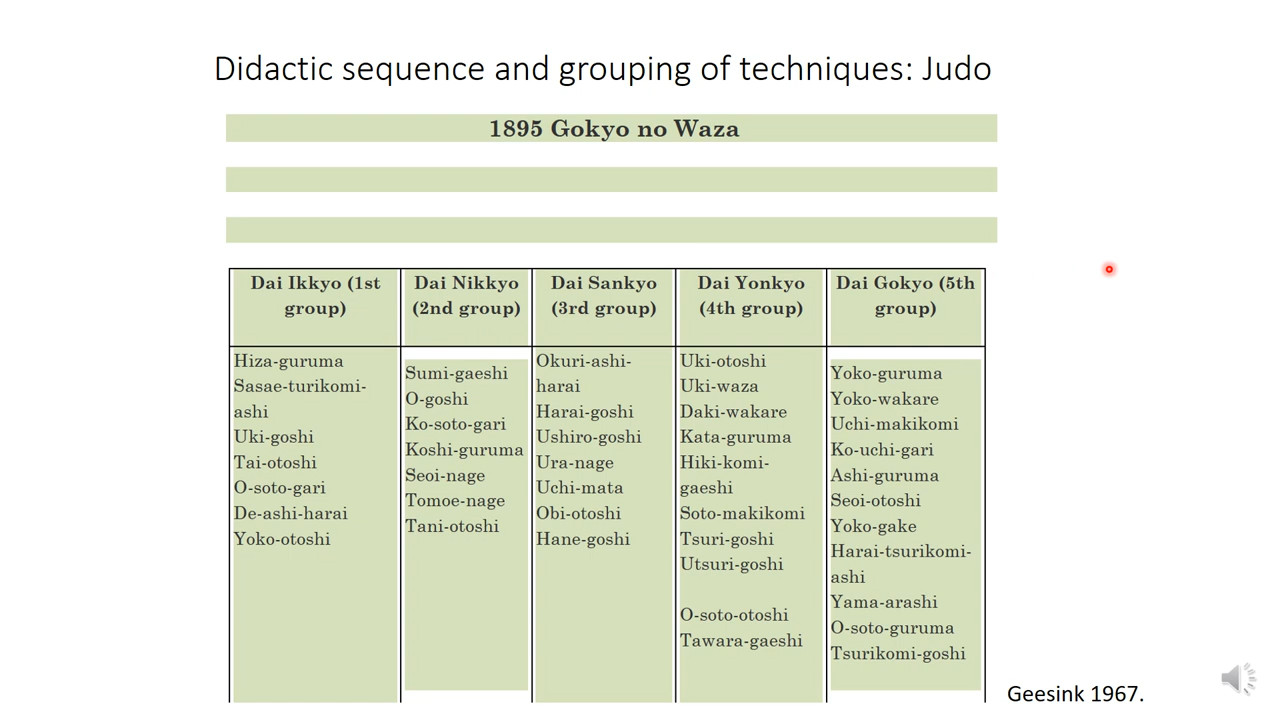 Didactic sequence and grouping of techniques: Judo
1895 Gokyo no Waza
Dai Ikkyo (1st
group)
Dai Nikkyo
(2nd group)
Dai Sankyo
(3rd group)
Dai Yonkyo
(4th group)
Dai Gokyo (5th
group)
Hiza-guruma
Sasae-turikomi-
ashi
Uki-goshi
Tai-otoshi
O-soto-gari
De-ashi-harai
Yoko-otoshi
Sumi-gaeshi
O-goshi
Ko-soto-gari
Koshi-guruma
Seoi-nage
Tomoe-nage
Tani-otoshi
Okuri-ashi-
harai
Harai-goshi
Ushiro-goshi
Ura-nage
Uchi-mata
Obi-otoshi
Hane-goshi
Uki-otoshi
Uki-waza
Daki-wakare
Kata-guruma
Hiki-komi-
gaeshi
Soto-makikomi
Tsuri-goshi
Utsuri-goshi
O-soto-otoshi
Tawara-gaeshi
Yoko-guruma
Yoko-wakare
Uchi-makikomi
Ko-uchi-gari
Ashi-guruma
Seoi-otoshi
Yoko-gake
Harai-tsurikomi-
ashi
Yama-arashi
O-soto-guruma
Tsurikomi-goshi
Geesink 1967.